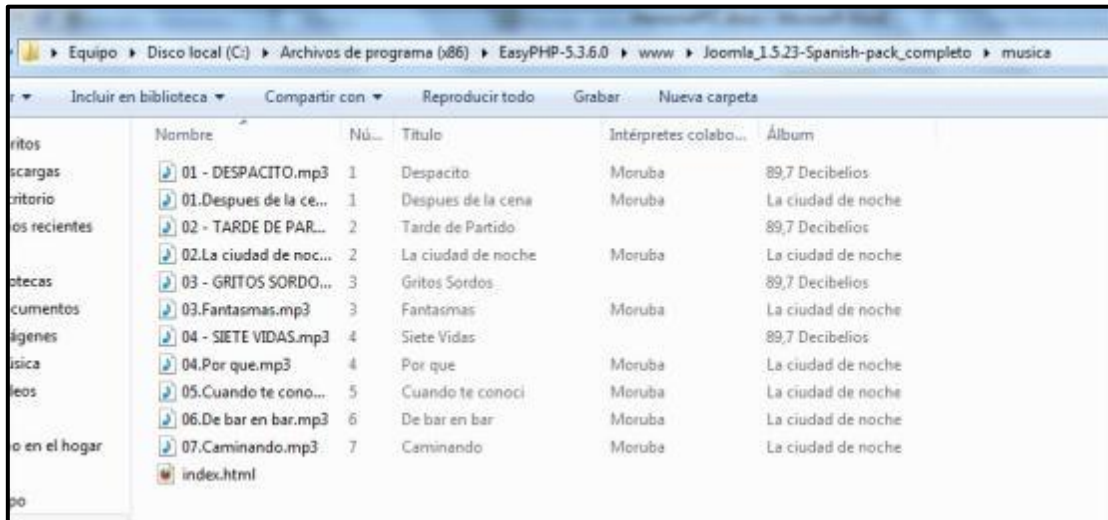 Equipo ▸ Disco local (C:) ▸ Archivos de programa (x86) ▸ EasyPHP-5.3.6.0 ▸ www ▸ Joomla_1.5.23-Spanish-pack_completo ▸ musica
Incluir en biblioteca Compartir con Reproducir todo Grabar Nueva carpeta
Nombre Nú... Título Intérpretes colabo... Álbum
ritos
scargas 01 - DESPACITO.mp3 1 Despacito Moruba 89,7 Decibelios
critorio 01.Despues de la ce... 1 Despues de la cena Moruba La ciudad de noche
os recientes 02 - TARDE DE PAR... 2 Tarde de Partido 89,7 Decibelios
02.La ciudad de noc... 2 La ciudad de noche Moruba La ciudad de noche
otecas 03 - GRITOS SORDO... 3 Gritos Sordos 89,7 Decibelios
cumentos 03.Fantasmas.mp3 3 Fantasmas Moruba La ciudad de noche
ágenes 04 - SIETE VIDAS.mp3 4 Siete Vidas 89,7 Decibelios
úsica 04.Por que.mp3 4 Por que Moruba La ciudad de noche
deos 05.Cuando te cono... 5 Cuando te conoci Moruba La ciudad de noche
06.De bar en bar.mp3 6 De bar en bar Moruba La ciudad de noche
o en el hogar 07.Caminando.mp3 7 Caminando Moruba La ciudad de noche
index.html
po